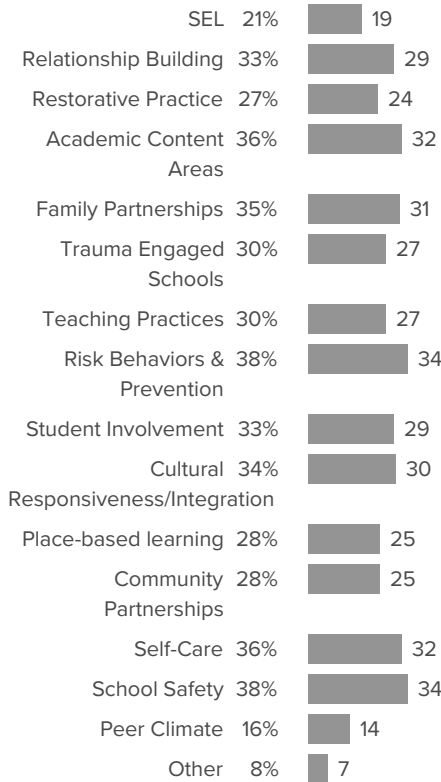 SEL 21% 19
Relationship Building 33% 29
Restorative Practice 27% 24
Academic Content 36% 32
Areas
Family Partnerships 35% 31
Trauma Engaged 30% 27
Schools
Teaching Practices 30% 27
Risk Behaviors & 38% 34
Prevention
Student Involvement 33% 29
Cultural 34% 30
Responsiveness/Integration
Place-based learning 28% 25
Community 28% 25
Partnerships
Self-Care 36% 32
School Safety 38% 34
Peer Climate 16% 14
Other 8% 7